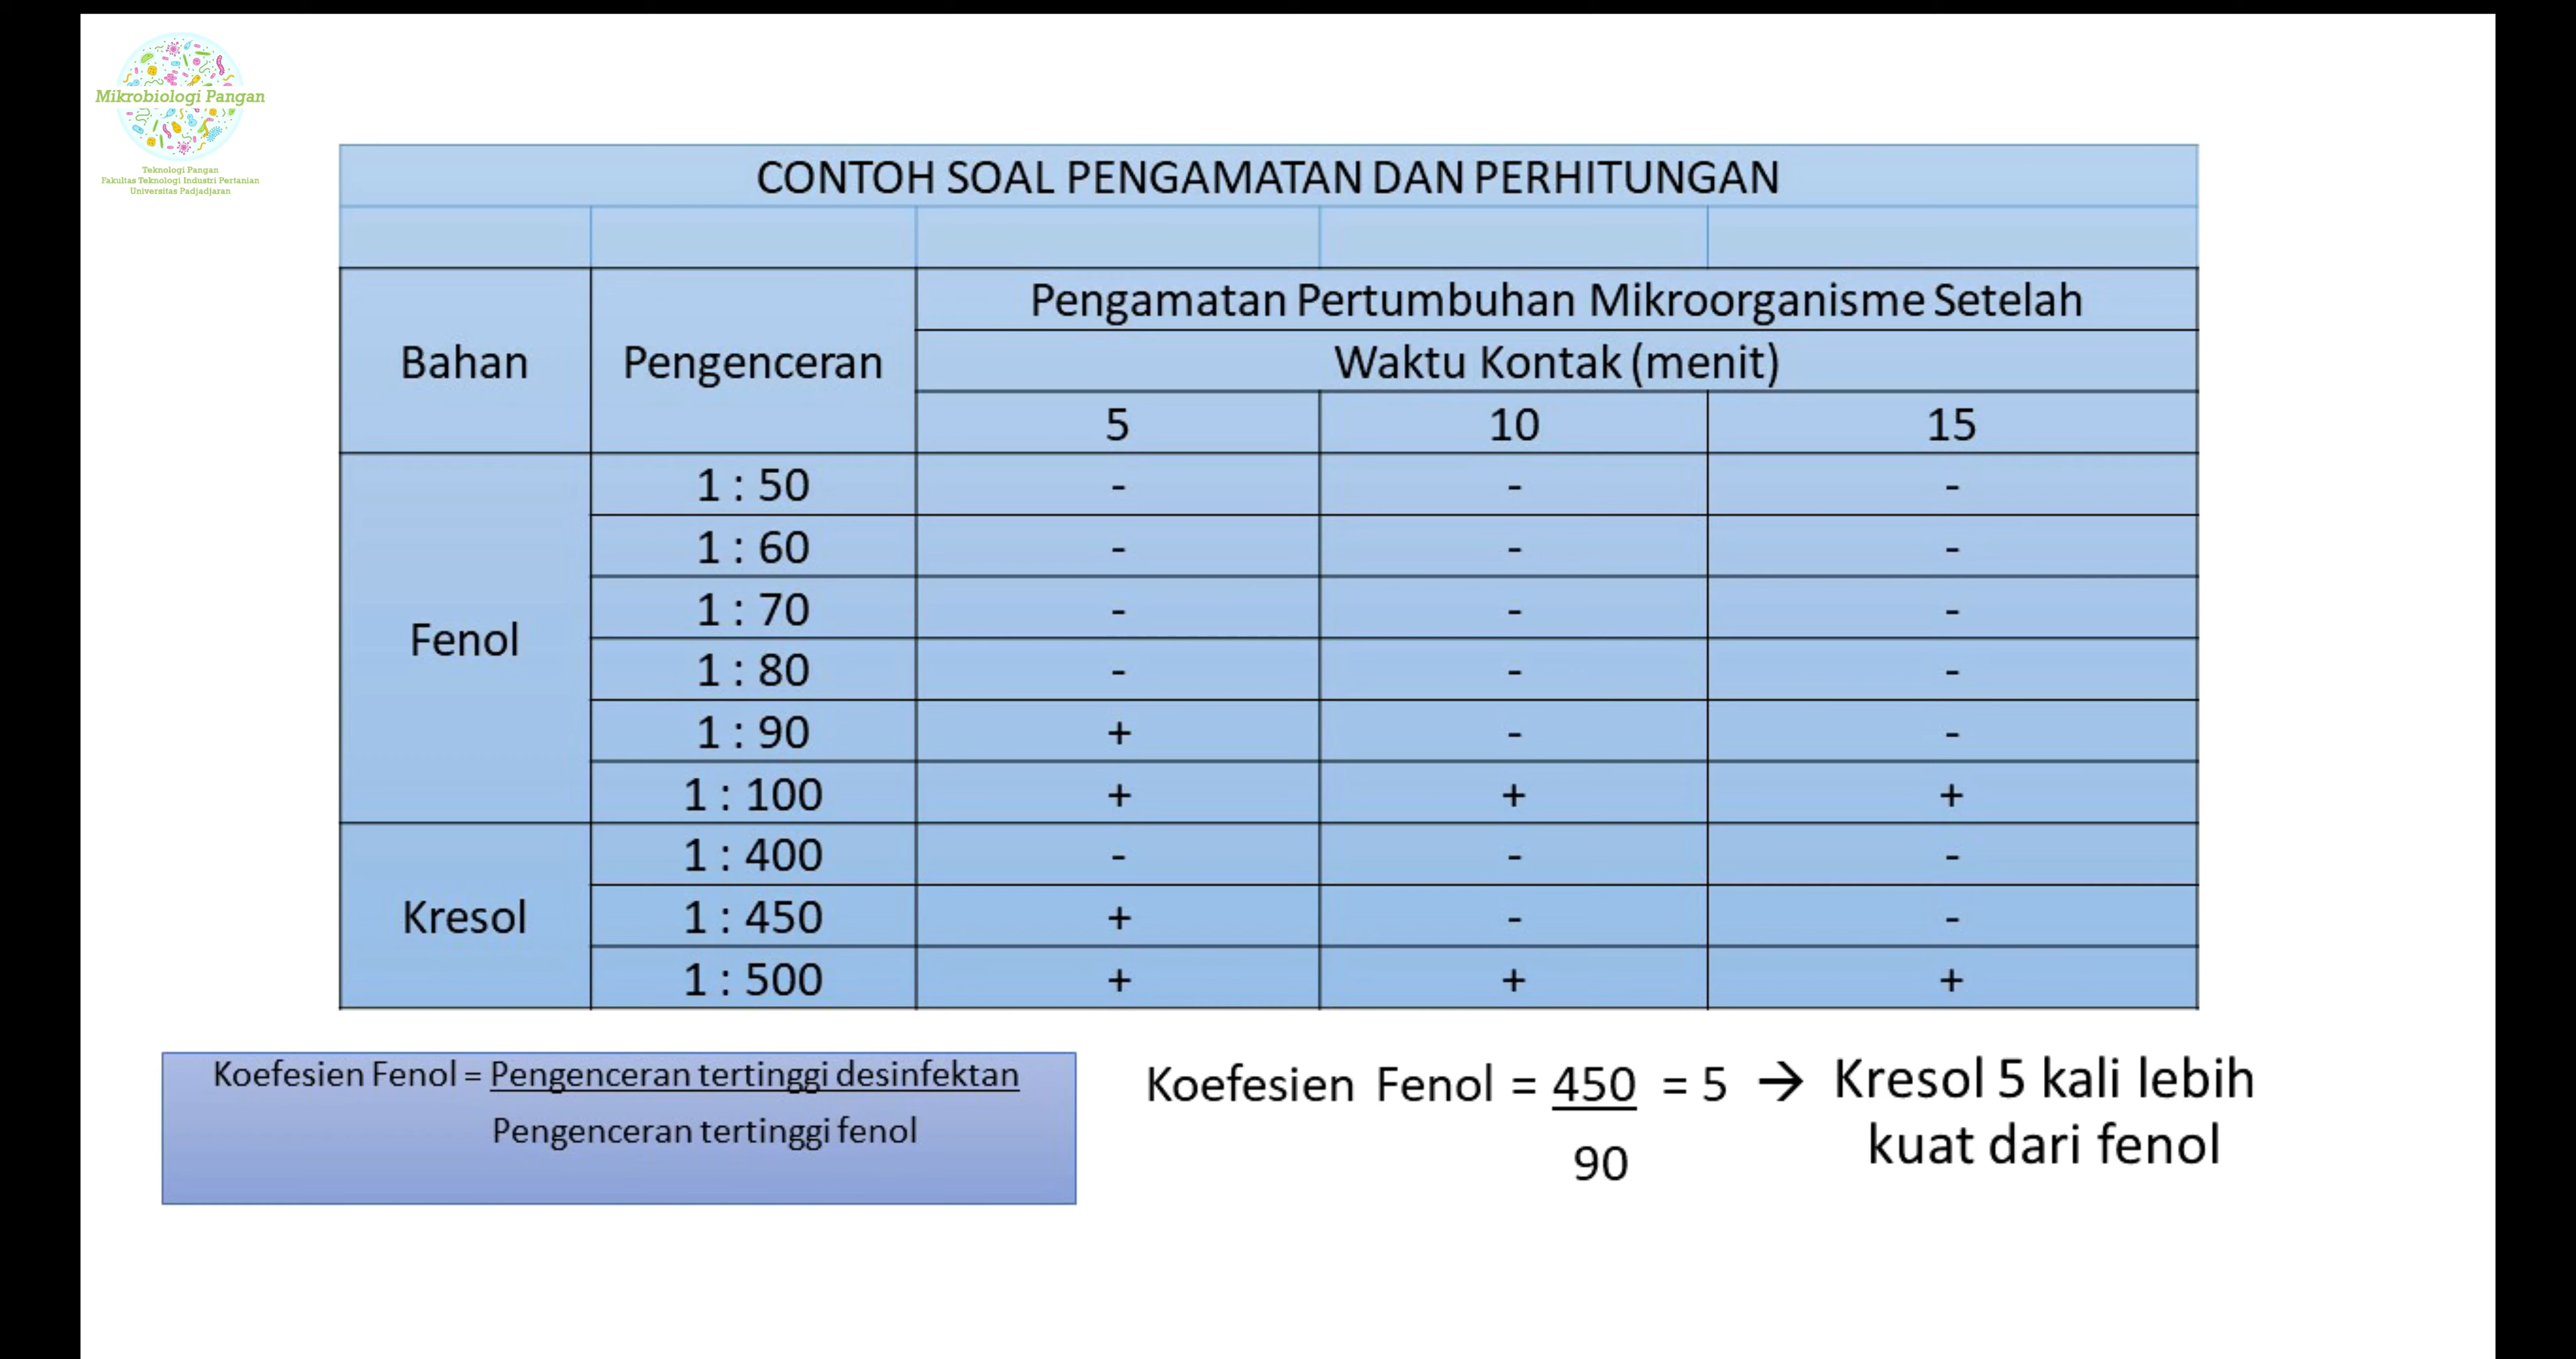 Mikrobiologi Pangan
Teknologi Pangan
Fakultas Teknologi Industri Pertanian
Universitas Padjadjaran
CONTOH SOAL PENGAMATAN DAN PERHITUNGAN
Bahan Pengenceran Pengamatan Pertumbuhan Mikroorganisme Setelah
Waktu Kontak (menit)
5 10 15
Fenol
1 : 50 - - -
1 : 60 - - -
1 : 70 - - -
1 : 80 - - -
1 : 90 + - -
1 : 100 + + +
Kresol
1 : 400 - - -
1 : 450 + - -
1 : 500 + + +
Koefesien Fenol = Pengenceran tertinggi desinfektan
Pengenceran tertinggi fenol
Koefesien Fenol = 450 = 5 → Kresol 5 kali lebih
90 kuat dari fenol